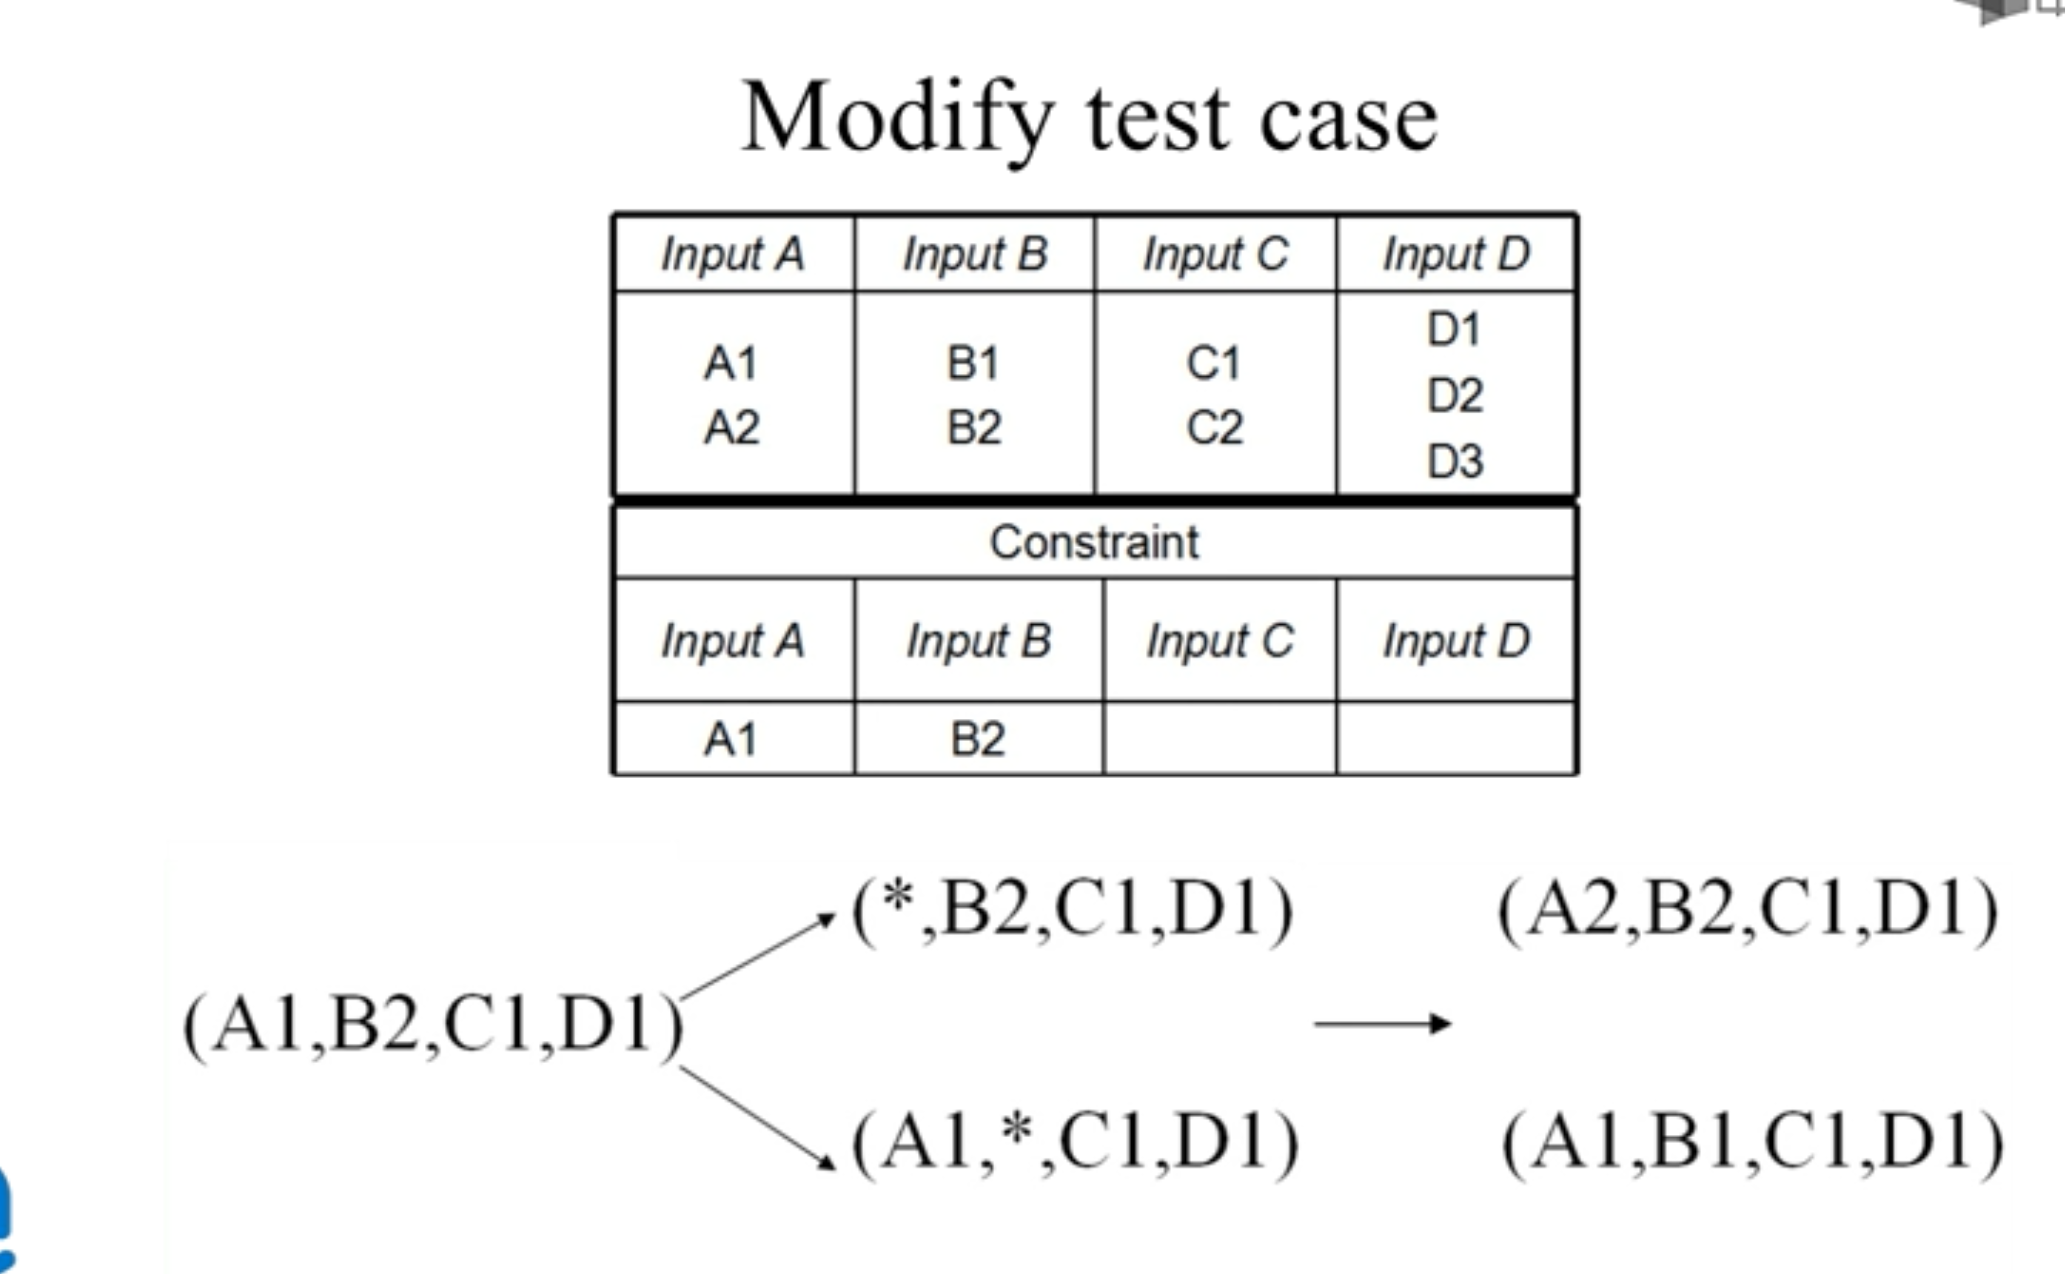 Modify test case
Input A Input B Input C Input D
A1 B1 C1 D1
A2 B2 C2 D2
D3
Constraint
Input A Input B Input C Input D
A1 B2
(*,B2,C1,D1) (A2,B2,C1,D1)
(A1,B2,C1,D1)
(A1,*,C1,D1) (A1,B1,C1,D1)